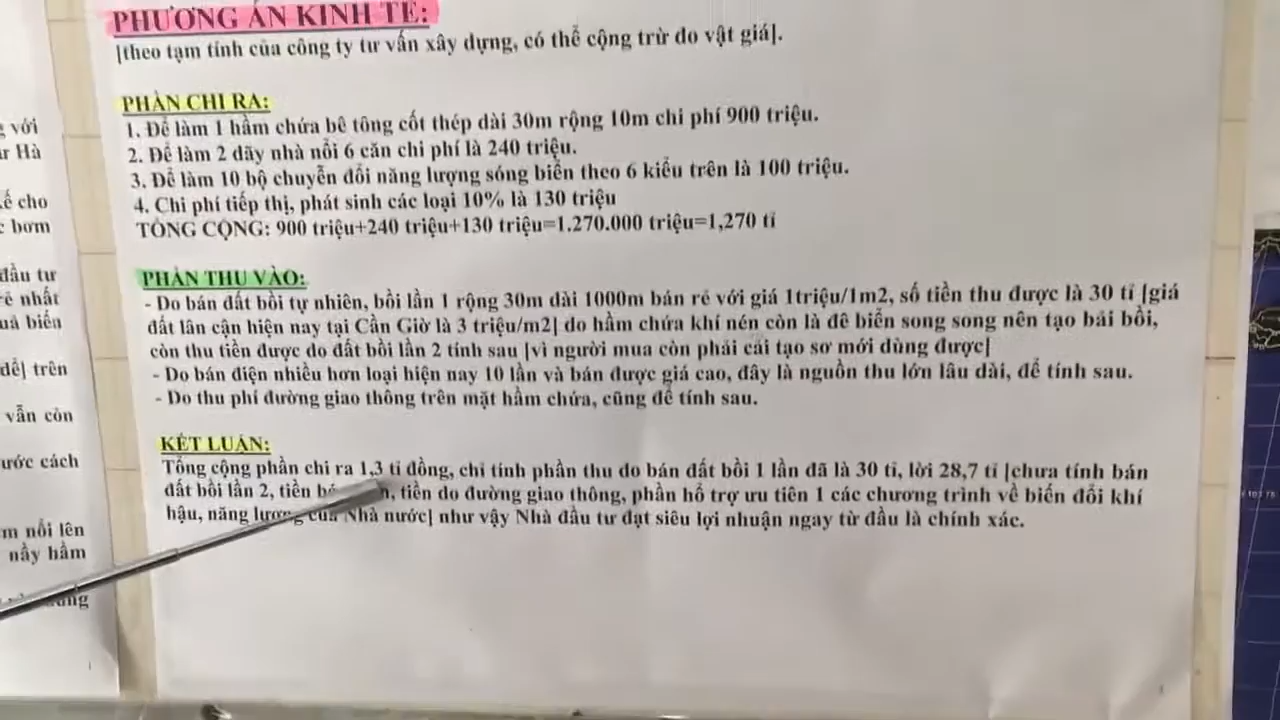 PHƯƠNG ÁN KINH TẾ:
[theo tạm tính của công ty tư vấn xây dựng, có thể cộng trừ do vật giá].
PHẦN CHI RA:
1. Để làm 1 hầm chứa bê tông cốt thép dài 30m rộng 10m chi phí 900 triệu.
2. Để làm 2 dãy nhà nổi 6 căn chi phí là 240 triệu.
3. Để làm 10 bộ chuyển đổi năng lượng sóng biển theo 6 kiểu trên là 100 triệu.
4. Chi phí tiếp thị, phát sinh các loại 10% là 130 triệu
TỔNG CỘNG: 900 triệu+240 triệu+130 triệu=1.270.000 triệu=1,270 tỉ
PHẦN THU VÀO:
- Do bán đất bồi tự nhiên, bồi lần 1 rộng 30m dài 1000m bán rẻ với giá 1triệu/1m2, số tiền thu được là 30 tỉ [giá
đất lân cận hiện nay tại Cần Giờ là 3 triệu/m2] do hầm chứa khí nén còn là đê biển song song nên tạo bải bồi,
còn thu tiền được do đất bồi lần 2 tính sau [vì người mua còn phải cải tạo sơ mới dùng được]
- Do bán điện nhiều hơn loại hiện nay 10 lần và bán được giá cao, đây là nguồn thu lớn lâu dài, để tính sau.
- Do thu phí đường giao thông trên mặt hầm chứa, cũng để tính sau.
KẾT LUẬN:
Tổng cộng phần chi ra 1,3 tỉ đồng, chỉ tính phần thu do bán đất bồi 1 lần đã là 30 tỉ, lời 28,7 tỉ [chưa tính bán
đất bồi lần 2, tiền tiền do đường giao thông, phần hổ trợ ưu tiên 1 các chương trình về biến đổi khí
hậu, năng lượng của Nhà nước] như vậy Nhà đầu tư đạt siêu lợi nhuận ngay từ đầu là chính xác.
với
Hà
cho
bơm
đầu tư
nhất
biển
trên
vẫn còn
cách
nổi lên
nầy hầm